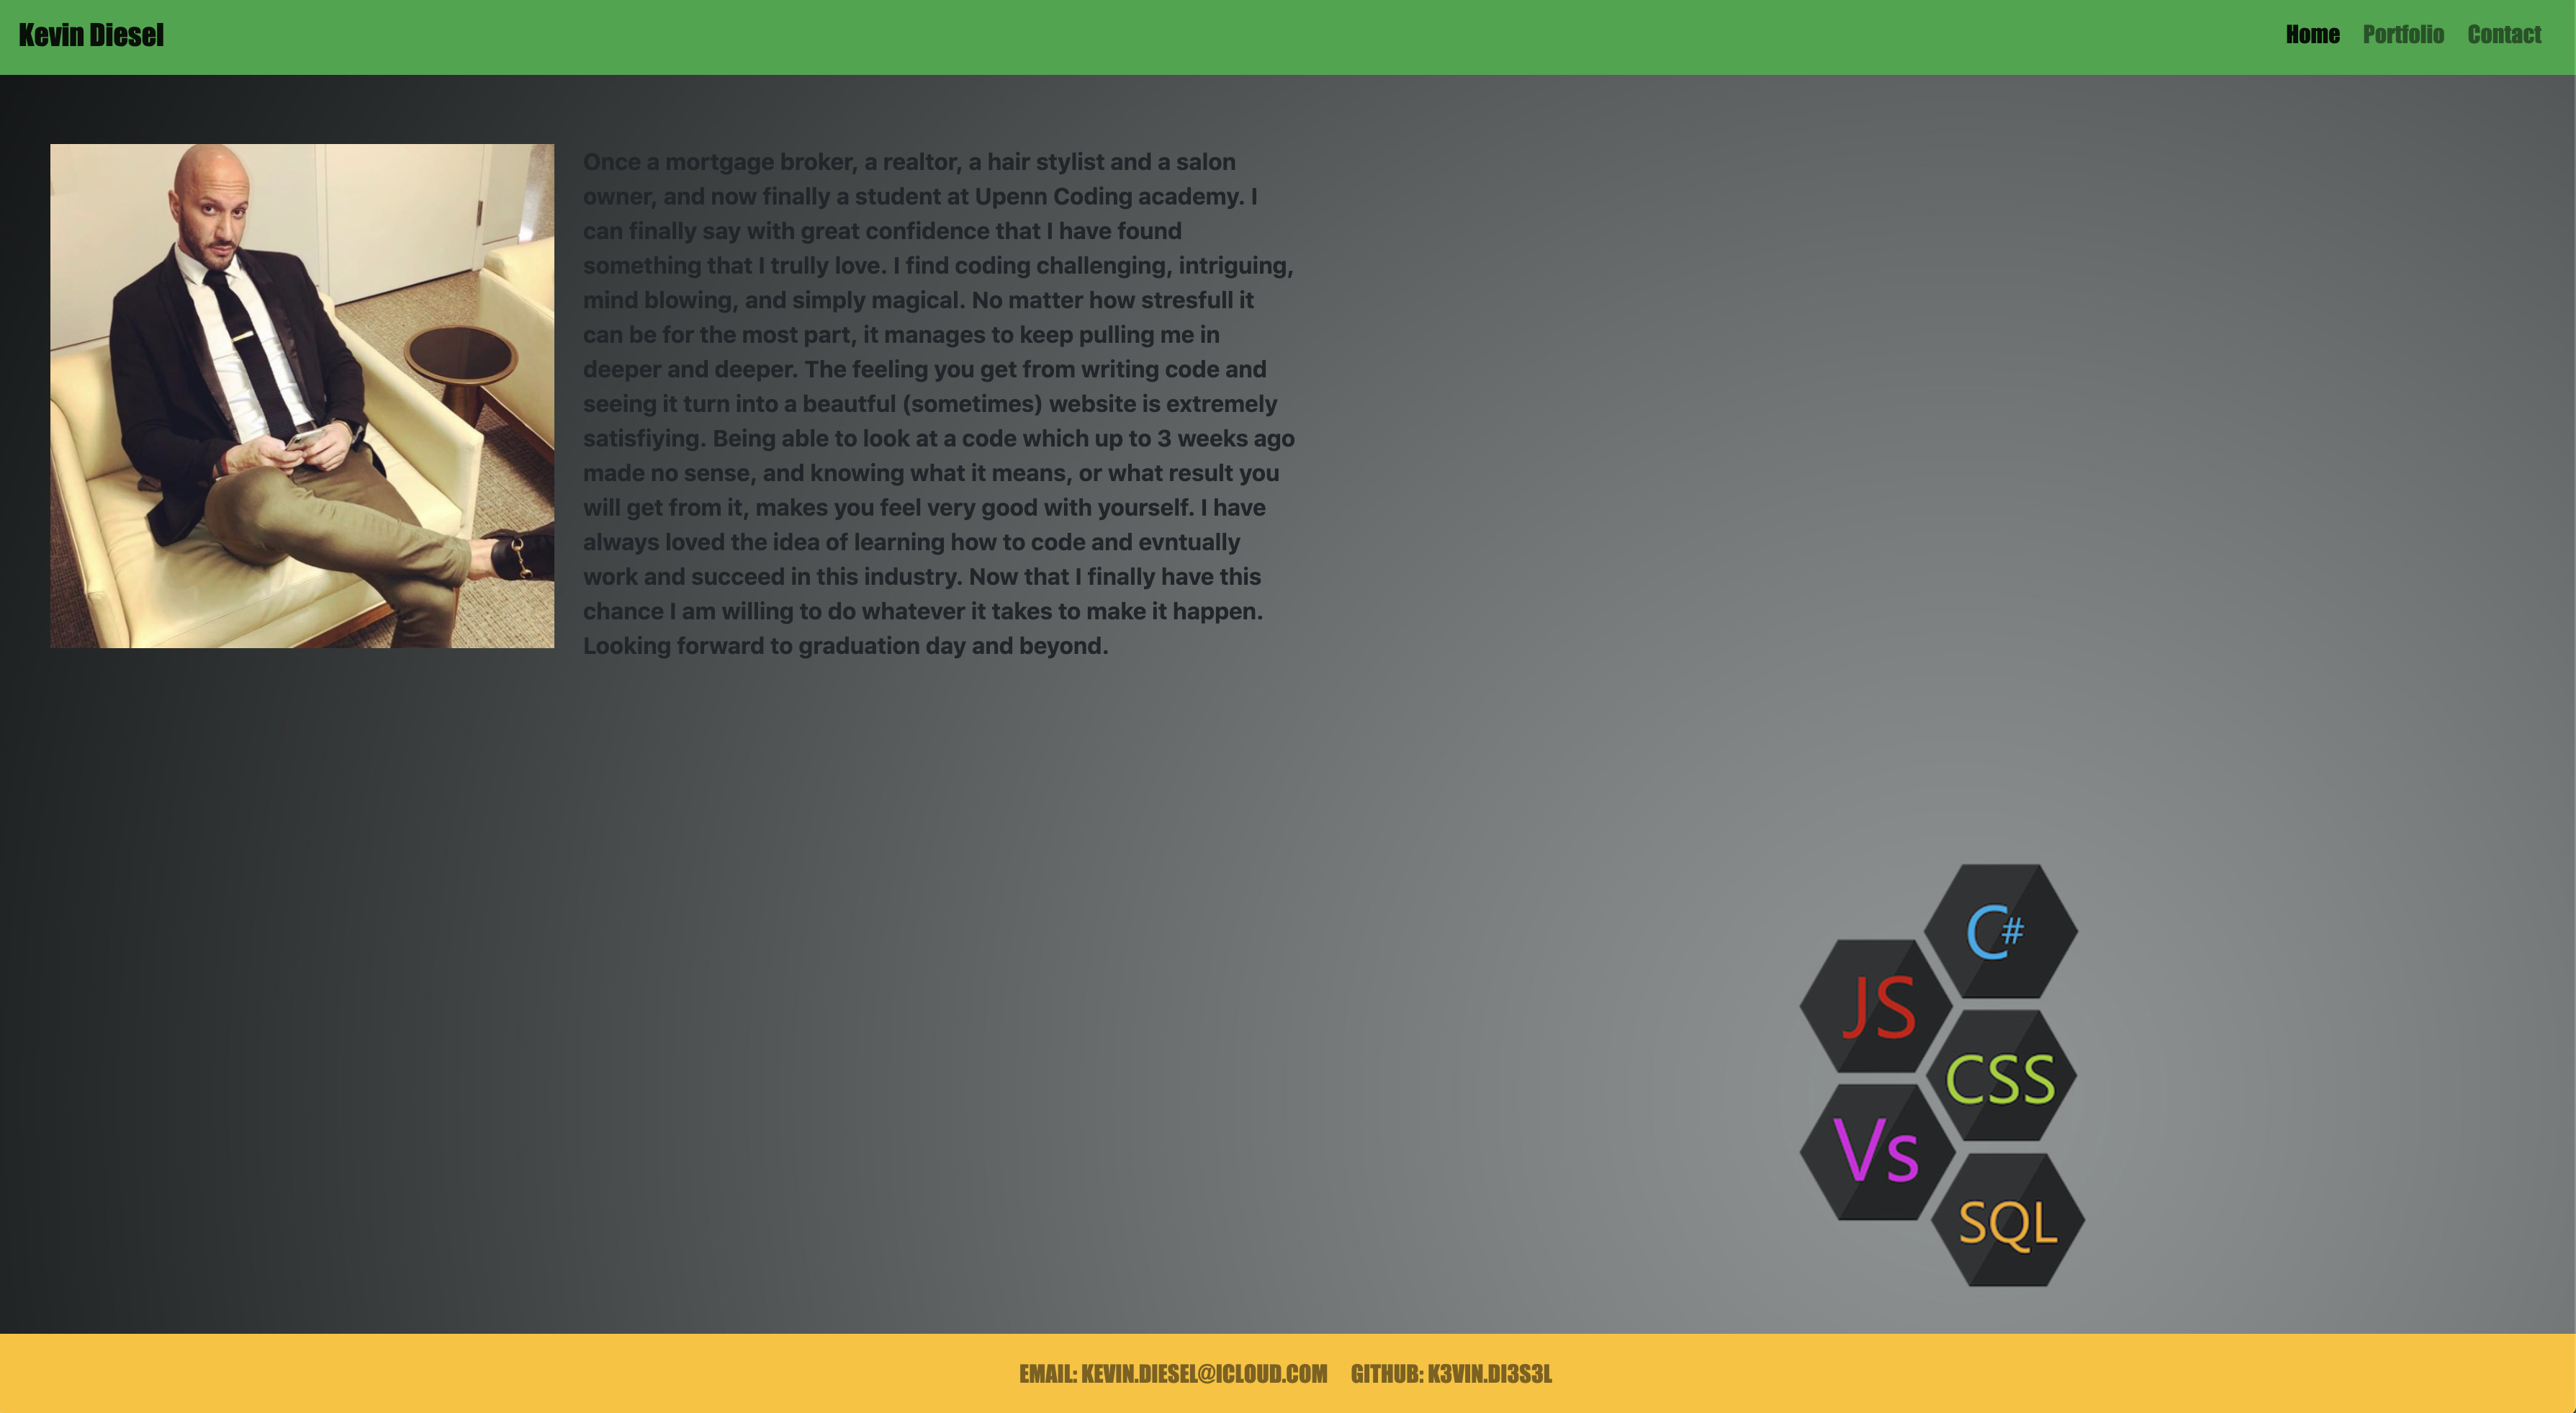 Kevin Diesel
Home Portfolio Contact
Once a mortgage broker, a realtor, a hair stylist and a salon
owner, and now finally a student at Upenn Coding academy. I
can finally say with great confidence that I have found
something that I trully love. I find coding challenging, intriguing,
mind blowing, and simply magical. No matter how stresfull it
can be for the most part, it manages to keep pulling me in
deeper and deeper. The feeling you get from writing code and
seeing it turn into a beautful (sometimes) website is extremely
satisfiying. Being able to look at a code which up to 3 weeks ago
made no sense, and knowing what it means, or what result you
will get from it, makes you feel very good with yourself. I have
always loved the idea of learning how to code and evntually
work and succeed in this industry. Now that I finally have this
chance I am willing to do whatever it takes to make it happen.
Looking forward to graduation day and beyond.
C#
JS
CSS
Vs
SQL
EMAIL: KEVIN.DIESEL@ICLOUD.COM GITHUB: K3VIN.DI3S3L